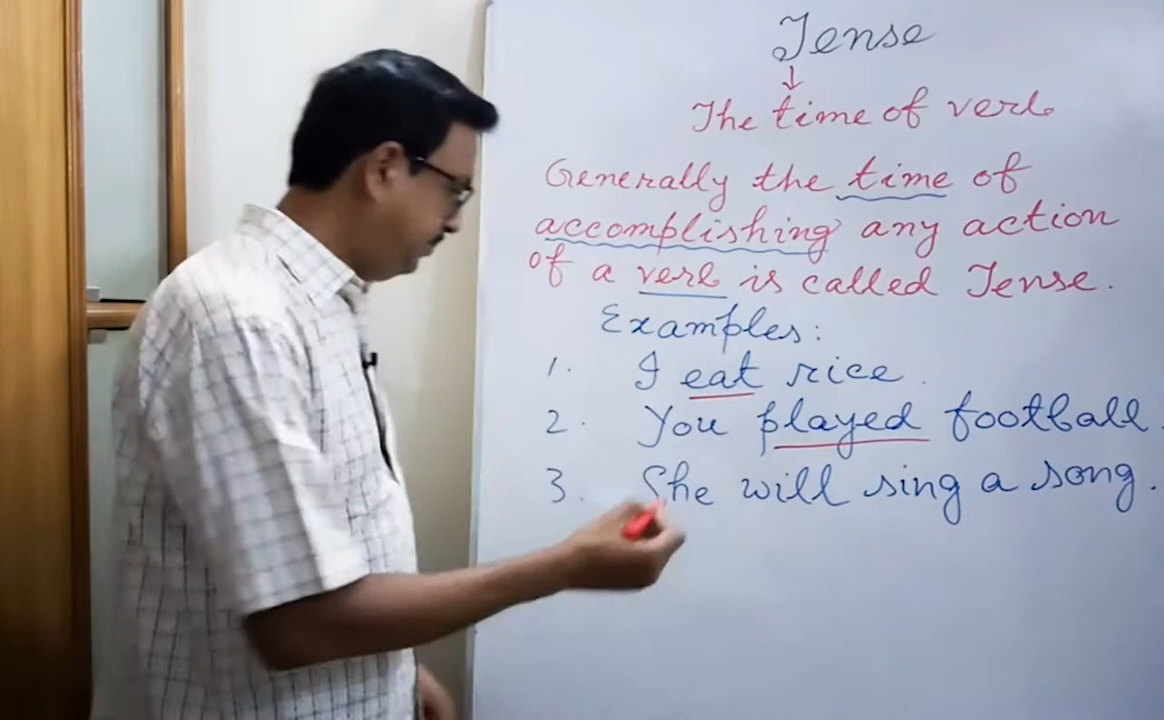 Tense
↓
The time of verb
Generally the time of
accomplishing any action
of a verb is called Tense.
Examples:
1. I eat rice.
2. You played football.
3. She will sing a song.